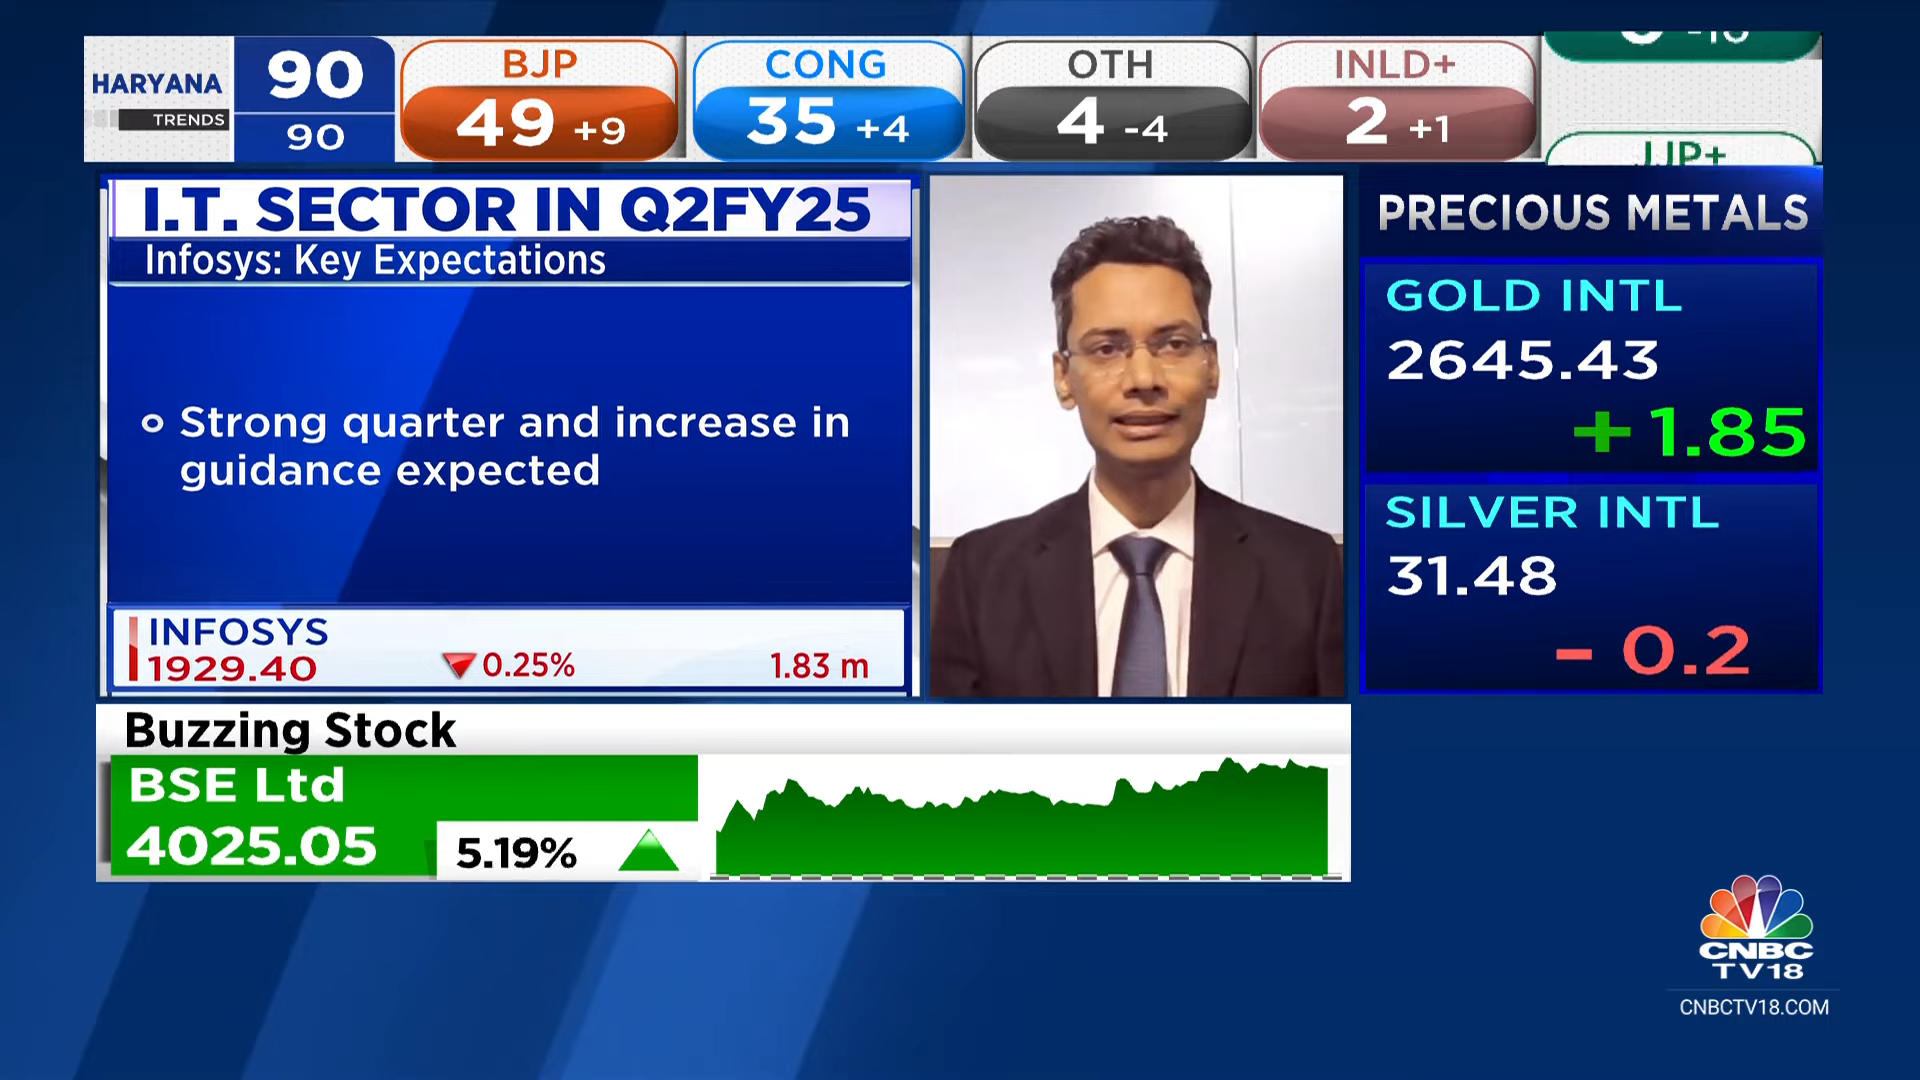 HARYANA
TRENDS
90
90
BJP
49 +9
CONG
35 +4
OTH
4 -4
INLD+
2 +1
JJP+
I.T. SECTOR IN Q2FY25
Infosys: Key Expectations
Strong quarter and increase in
guidance expected
INFOSYS
1929.40 0.25% 1.83 m
PRECIOUS METALS
GOLD INTL
2645.43
+1.85
SILVER INTL
31.48
- 0.2
Buzzing Stock
BSE Ltd
4025.05
5.19%
CNBC
TV18
CNBCTV18.COM